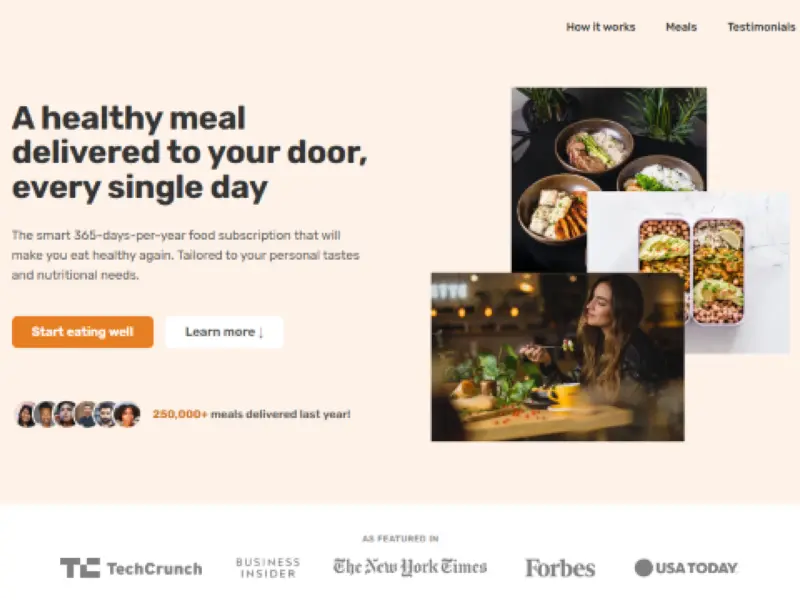 How it works Meals Testimonials
A healthy meal
delivered to your door,
every single day
The smart 365-days-per-year food subscription that will
make you eat healthy again. Tailored to your personal tastes
and nutritional needs.
Start eating well Learn more ↓
250,000+ meals delivered last year!
AS FEATURED IN
TC TechCrunch
BUSINESS
INSIDER
The New York Times
Forbes
USA TODAY